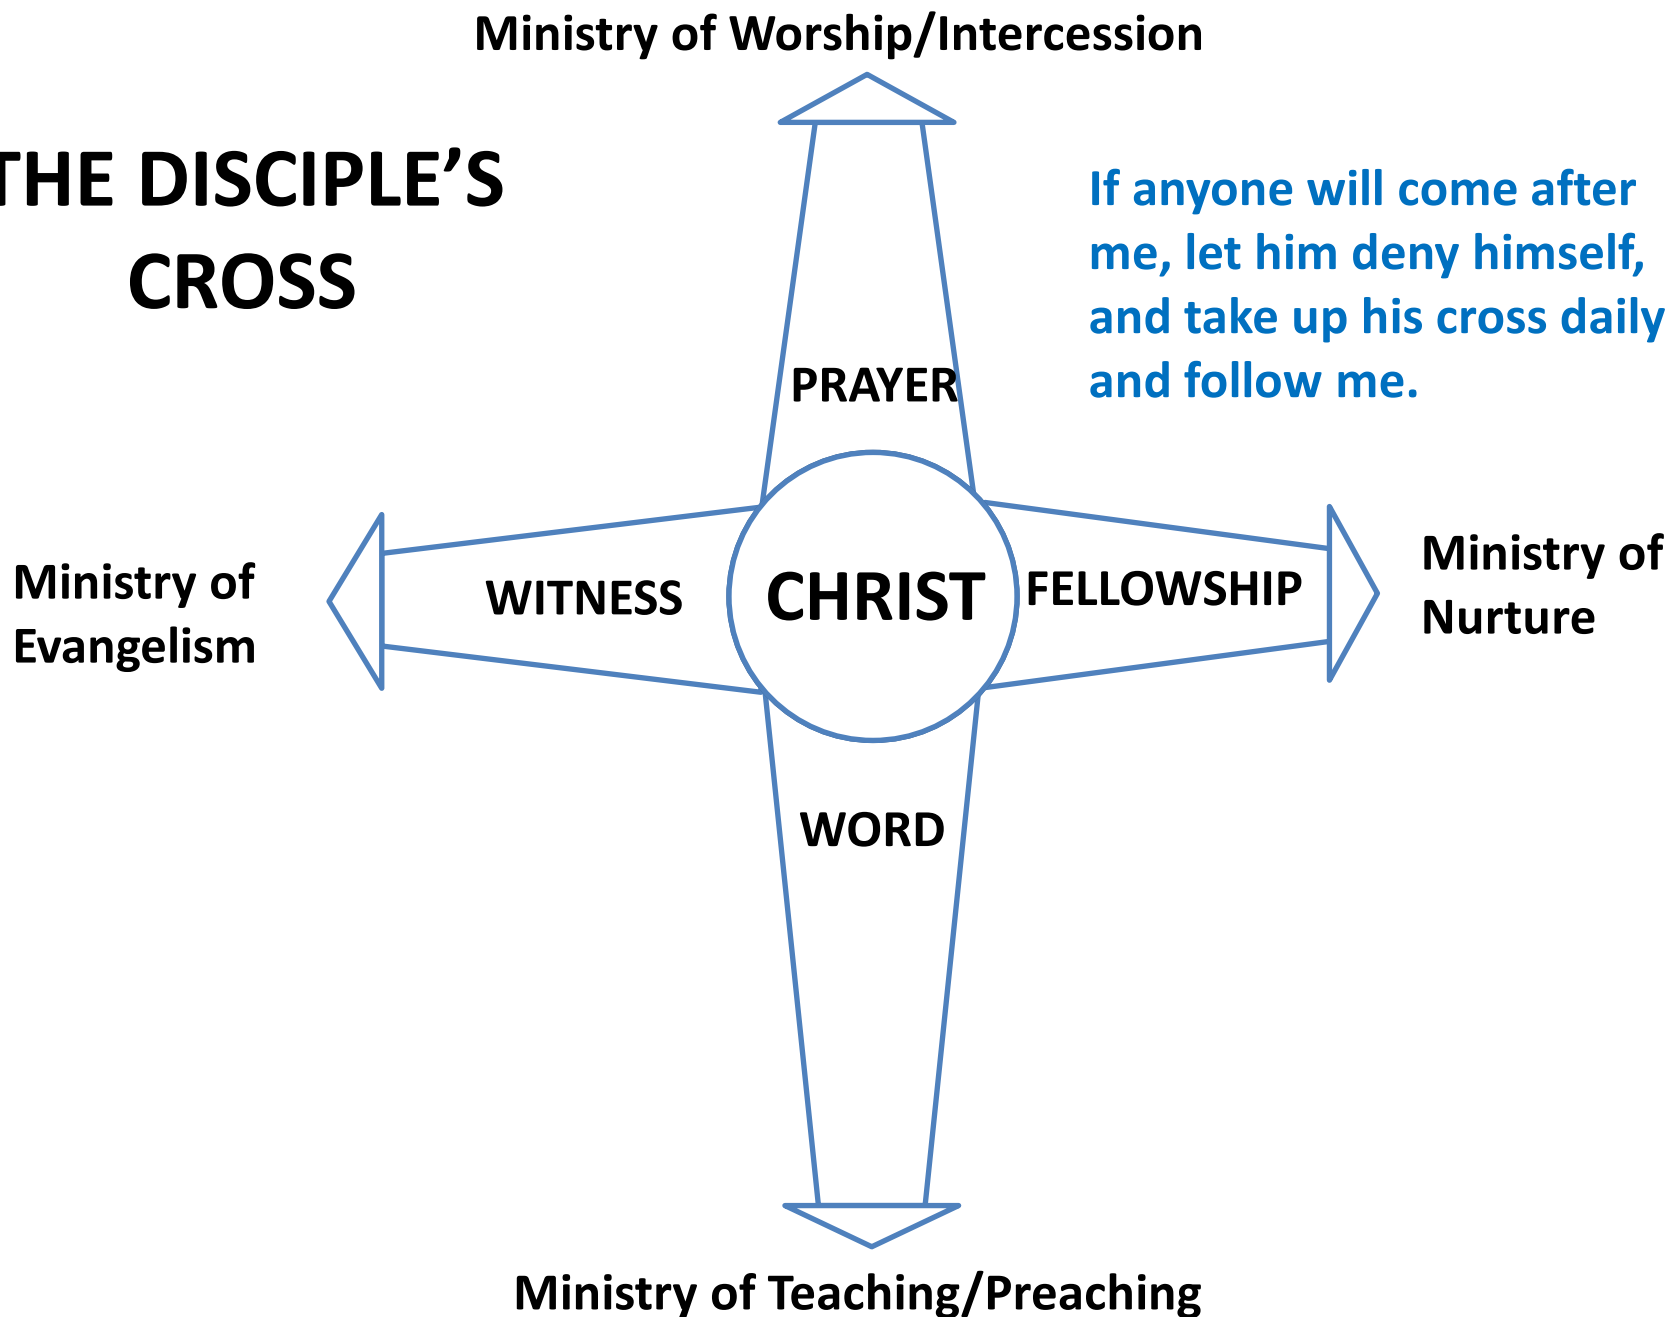 Ministry of Worship/Intercession
THE DISCIPLE’S
CROSS
If anyone will come after
me, let him deny himself,
and take up his cross daily
and follow me.
PRAYER
Ministry of
Evangelism
WITNESS
CHRIST
FELLOWSHIP
Ministry of
Nurture
WORD
Ministry of Teaching/Preaching